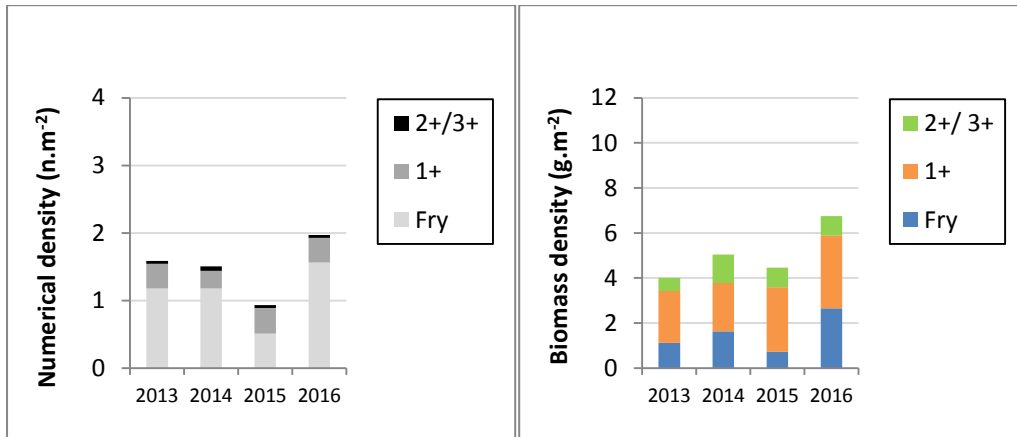 Numerical density (n.m⁻²)
4
3
2
1
0
2013 2014 2015 2016
2+/3+
1+
Fry
Biomass density (g.m⁻²)
12
10
8
6
4
2
0
2013 2014 2015 2016
2+/ 3+
1+
Fry